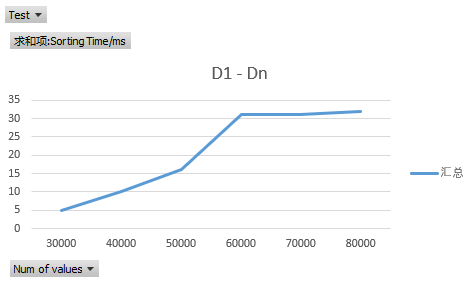 Test
求和项:Sorting Time/ms
D1 - Dn
35
30
25
20
15
10
5
0
30000 40000 50000 60000 70000 80000
汇总
Num of values